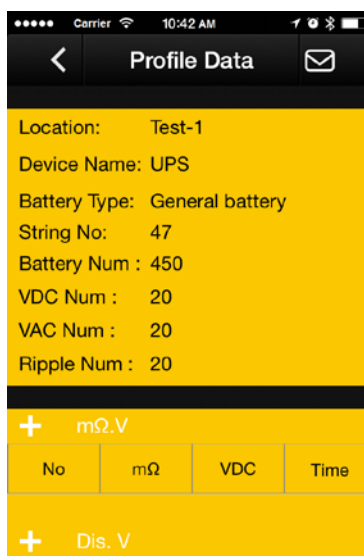 Carrier 10:42 AM
Profile Data
Location: Test-1
Device Name: UPS
Battery Type: General battery
String No: 47
Battery Num : 450
VDC Num : 20
VAC Num : 20
Ripple Num : 20
+ mΩ.V
No mΩ VDC Time
+ Dis. V